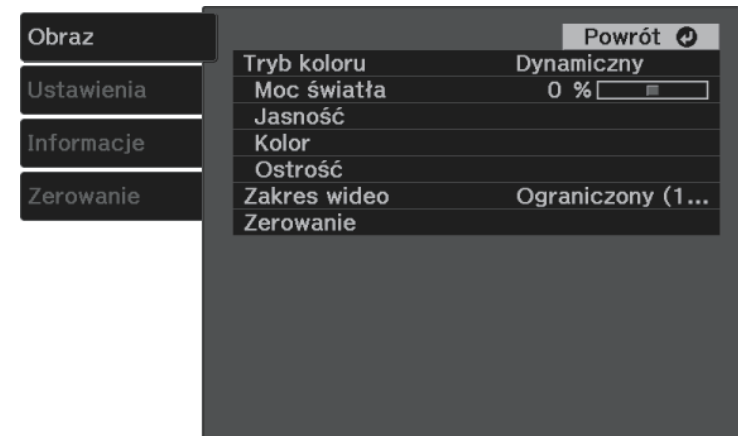 Obraz
Ustawienia
Informacje
Zerowanie
Powrót
Tryb koloru Dynamiczny
Moc światła 0 %
Jasność
Kolor
Ostrość
Zakres wideo Ograniczony (1...
Zerowanie